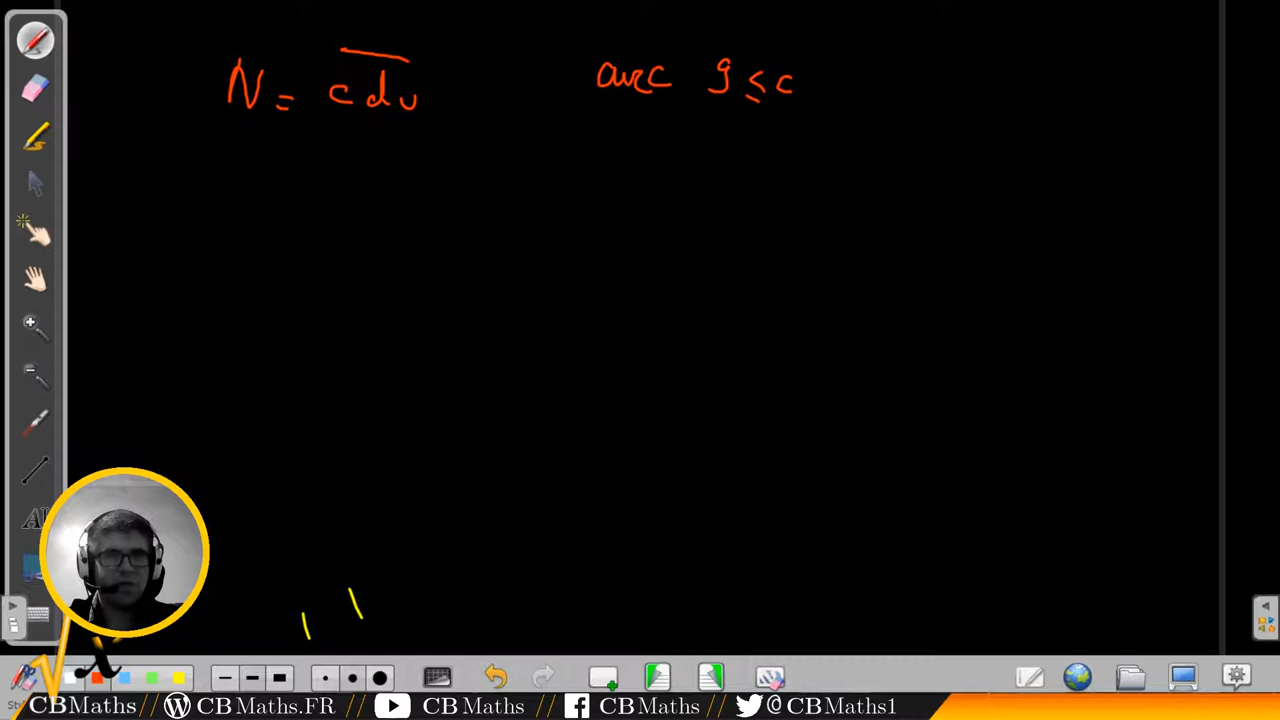 N = cdu avec 9 ≤ c
CBMaths // CBMaths.FR // CBMaths // CBMaths // @CBMaths1